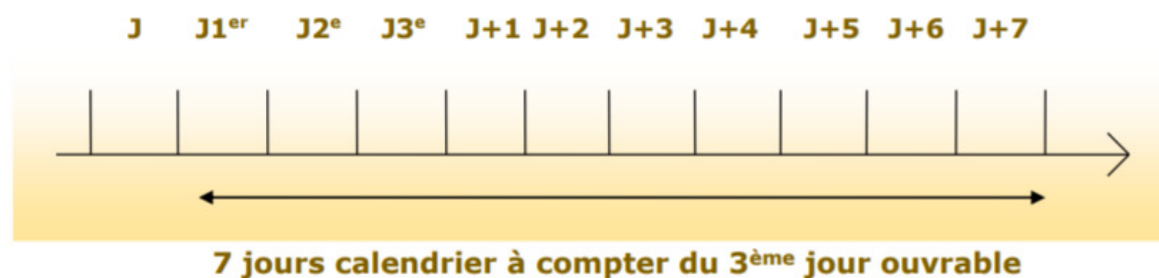 J J1er J2e J3e J+1 J+2 J+3 J+4 J+5 J+6 J+7
7 jours calendrier à compter du 3ème jour ouvrable